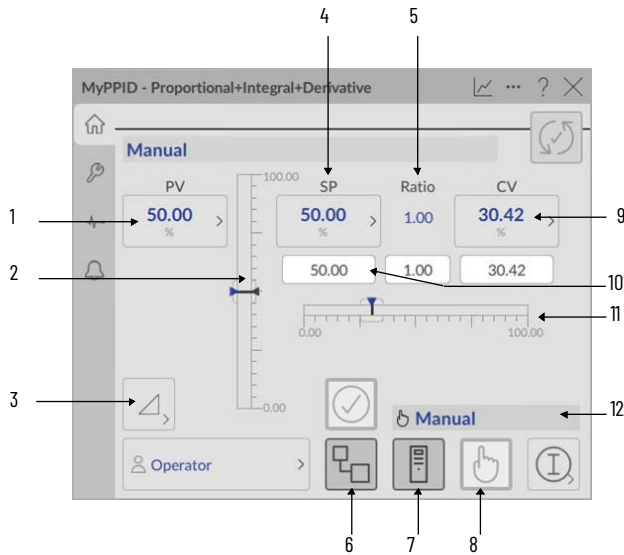 4 5
MyPPID - Proportional+Integral+Derivative ... ?
Manual
PV 100.00 SP Ratio CV
1 50.00 50.00 1.00 30.42 9
% % %
2 50.00 1.00 30.42 10
0.00 100.00 11
3 0.00 Manual 12
Operator
6 7 8